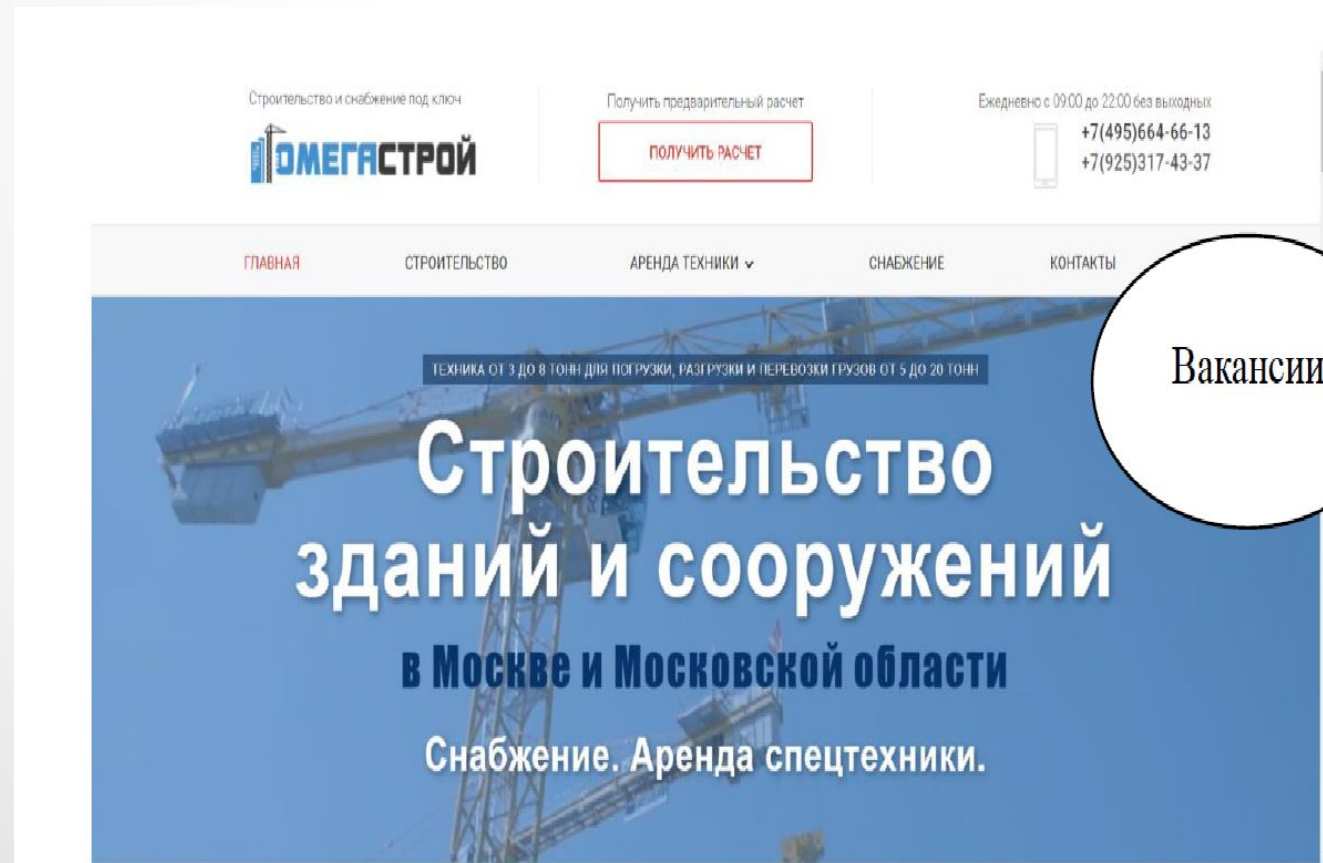 Строительство и снабжение под ключ
ОМЕГАСТРОЙ
Получить предварительный расчет
ПОЛУЧИТЬ РАСЧЕТ
Ежедневно с 09:00 до 22:00 без выходных
+7(495)664-66-13
+7(925)317-43-37
ГЛАВНАЯ СТРОИТЕЛЬСТВО АРЕНДА ТЕХНИКИ СНАБЖЕНИЕ КОНТАКТЫ
Вакансии
ТЕХНИКА ОТ 3 ДО 8 ТОНН ДЛЯ ПОГРУЗКИ, РАЗГРУЗКИ И ПЕРЕВОЗКИ ГРУЗОВ ОТ 5 ДО 20 ТОНН
Строительство
зданий и сооружений
в Москве и Московской области
Снабжение. Аренда спецтехники.